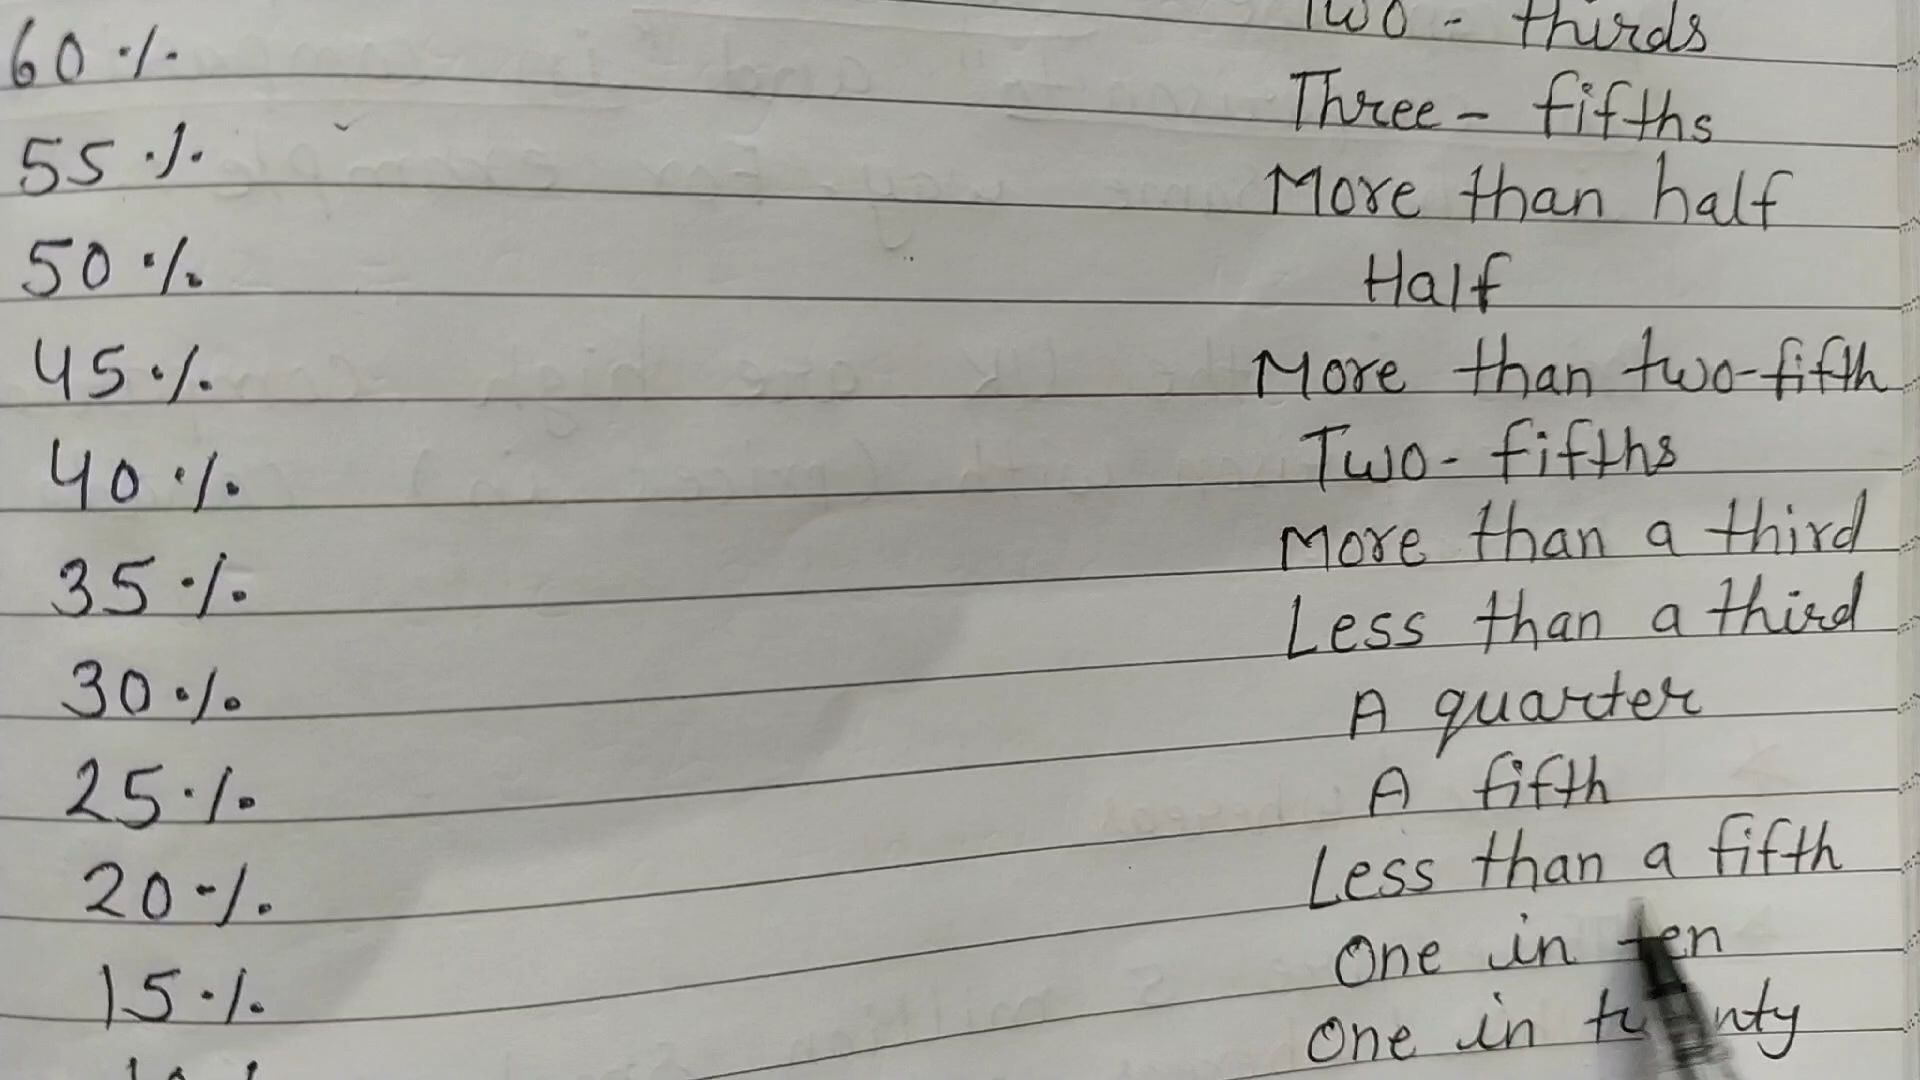 60% Two-thirds
Three-fifths
55% More than half
50% Half
45% More than two-fifth
40% Two-fifths
35% More than a third
30% Less than a third
25% A quarter
20% A fifth
15% Less than a fifth
One in ten
One in twenty